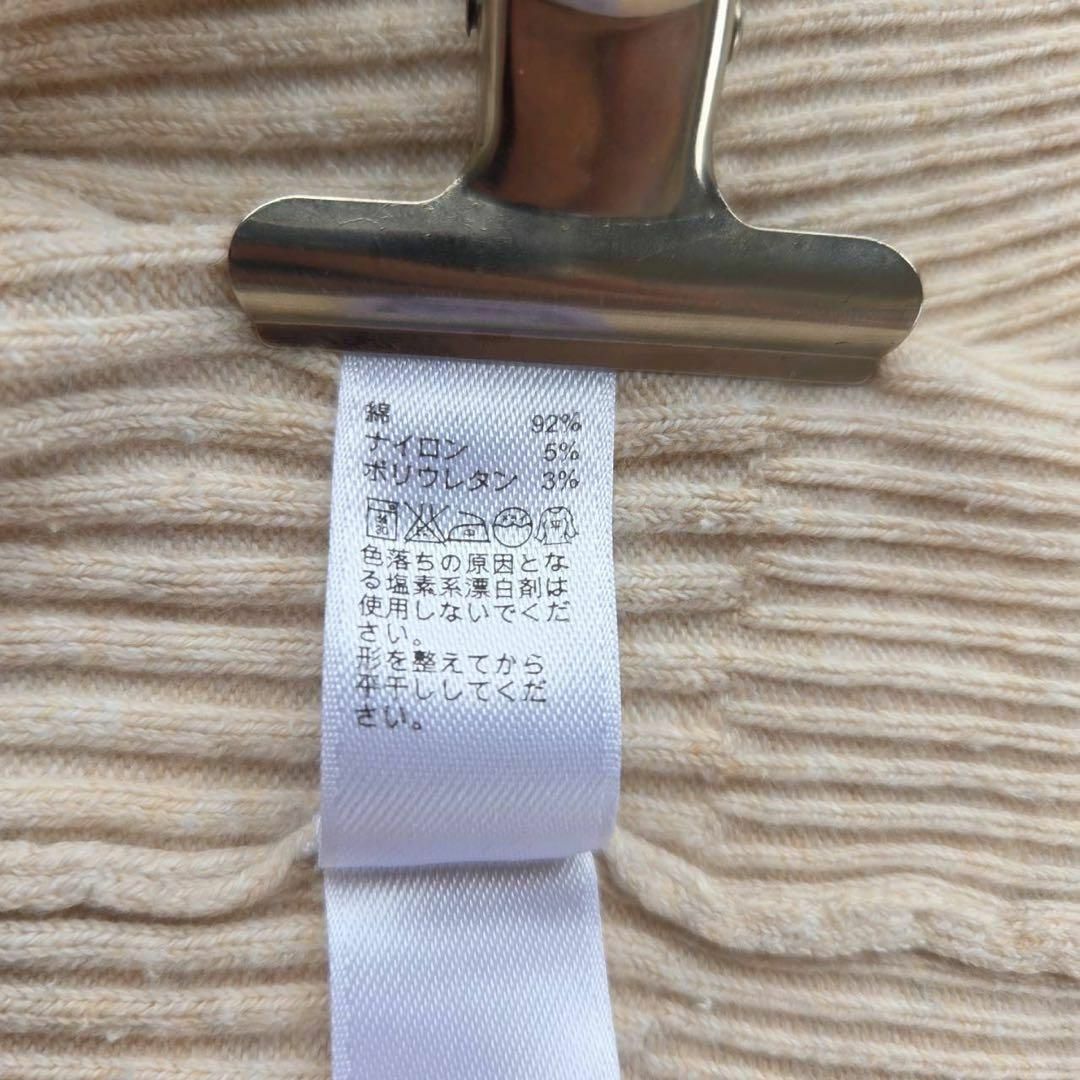 綿 92%
ナイロン 5%
ポリウレタン 3%
中 平
色落ちの原因とな
る塩素系漂白剤は
使用しないでくだ
さい。
形を整えてから
平干ししてくだ
さい。